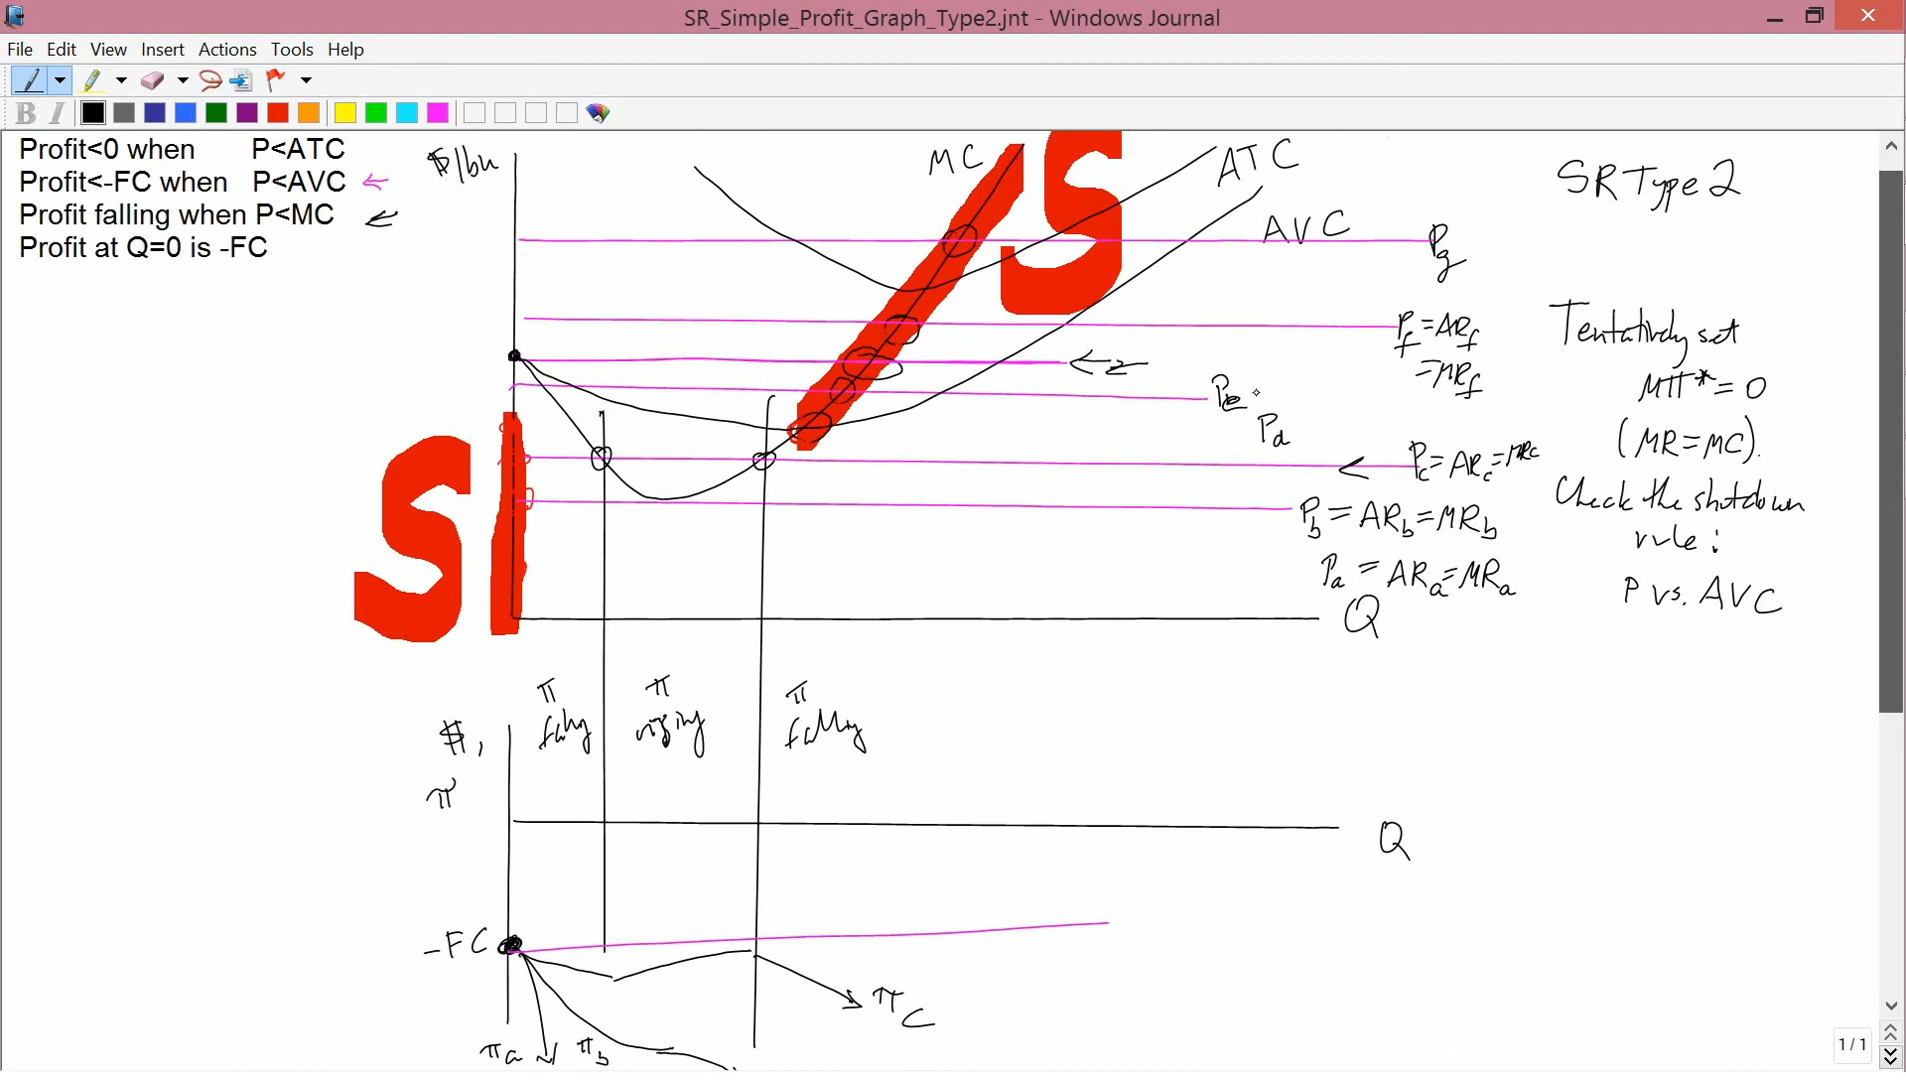 SR_Simple_Profit_Graph_Type2.jnt - Windows Journal
File Edit View Insert Actions Tools Help
B I
Profit<0 when P<ATC
Profit<-FC when P<AVC
Profit falling when P<MC
Profit at Q=0 is -FC
$/bu
MC
S
ATC
AVC
Pg
Pf = ARf
= MRf
Pe
Pd
Pc = ARc = MRc
Pb = ARb = MRb
Pa = ARa = MRa
Q
S
SR Type 2
Tentatively set
MΠ* = 0
(MR = MC).
Check the shutdown
rule:
P vs. AVC
π falling
π rising
π falling
$,
π
Q
-FC
πc
πa
πb
1 / 1